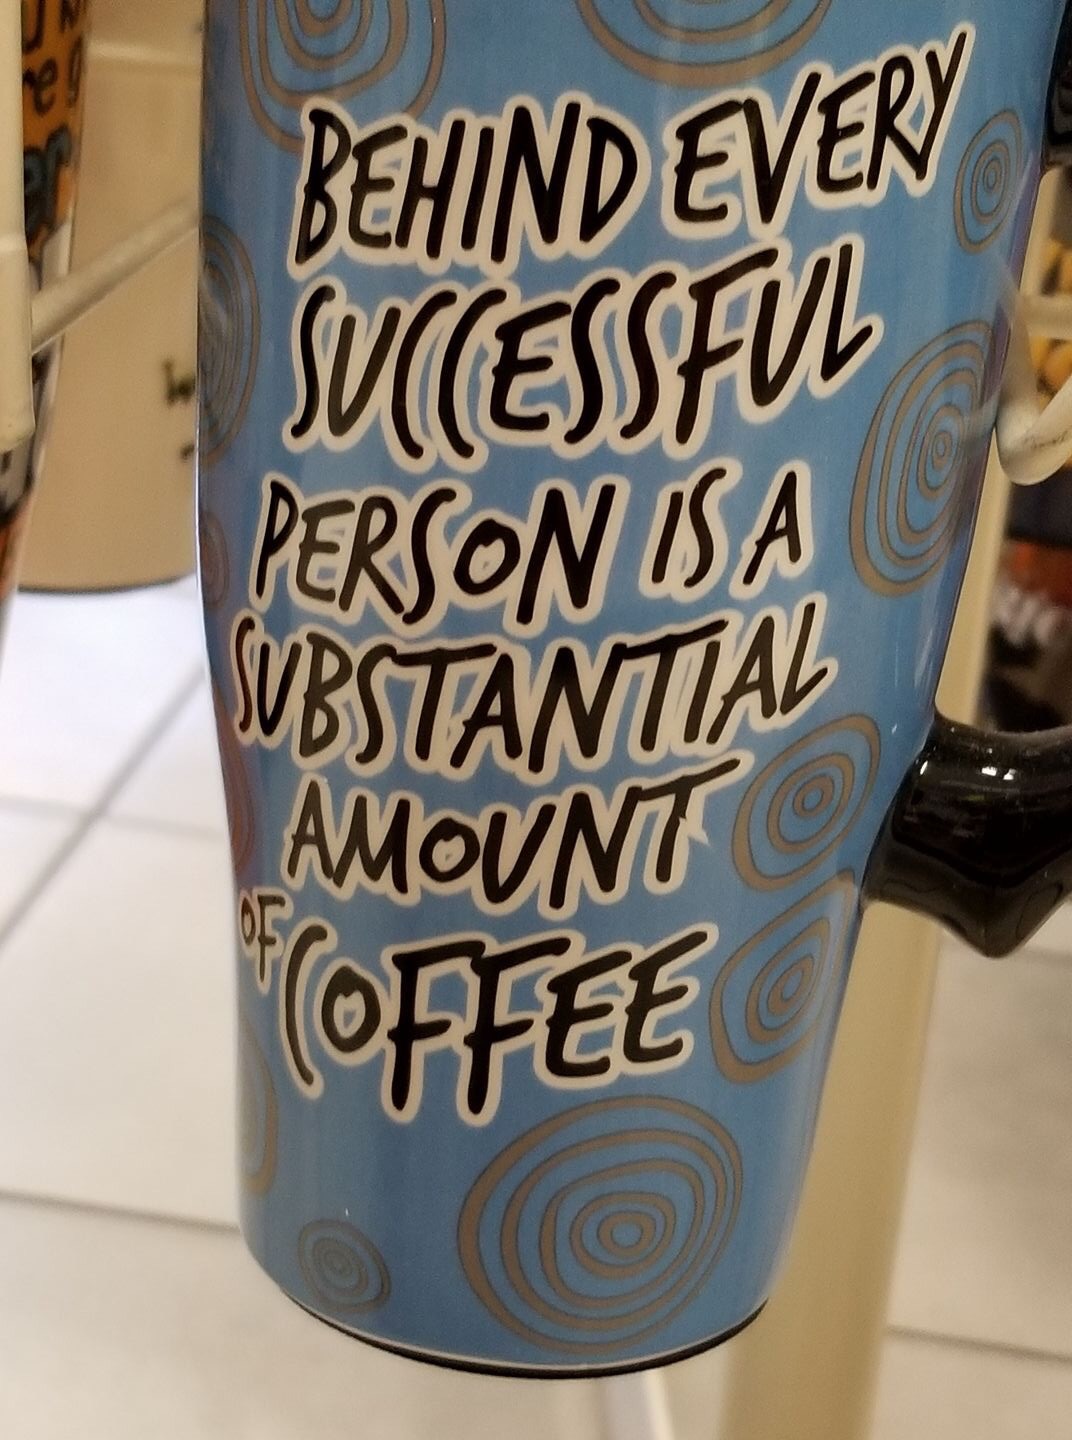 BEHIND EVERY
SUCCESSFUL
PERSON IS A
SUBSTANTIAL
AMOUNT
OF COFFEE